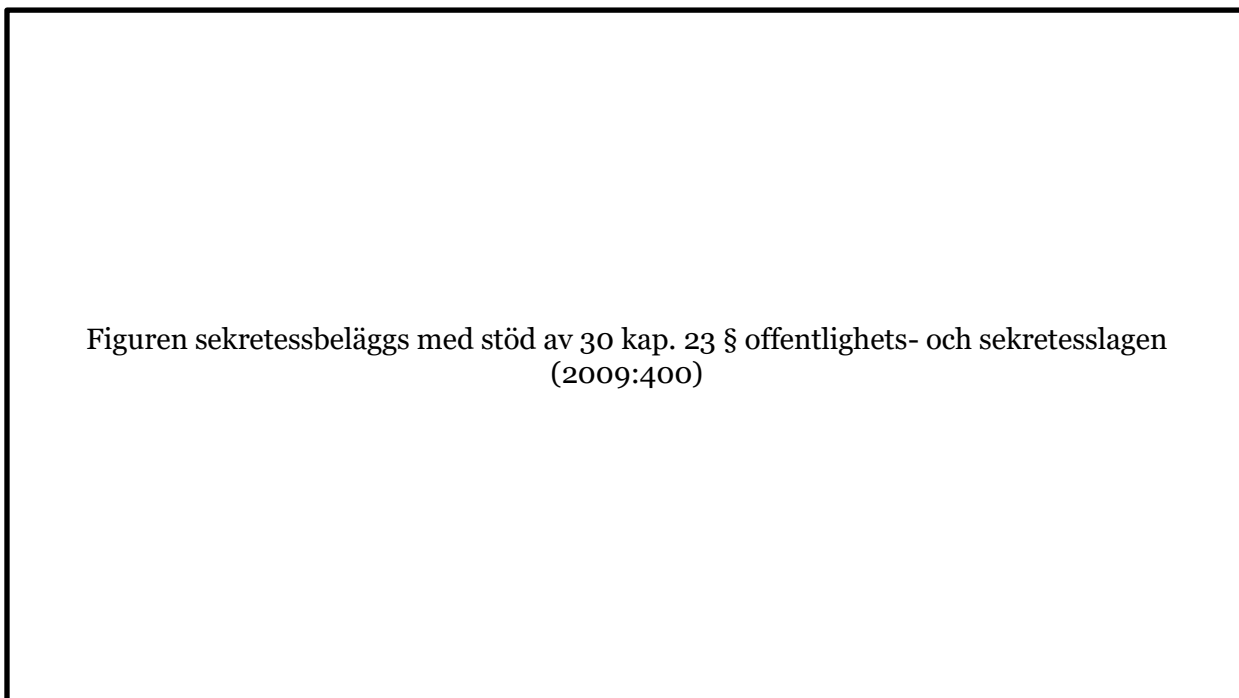 Figuren sekretessbeläggs med stöd av 30 kap. 23 § offentlighets- och sekretesslagen
(2009:400)